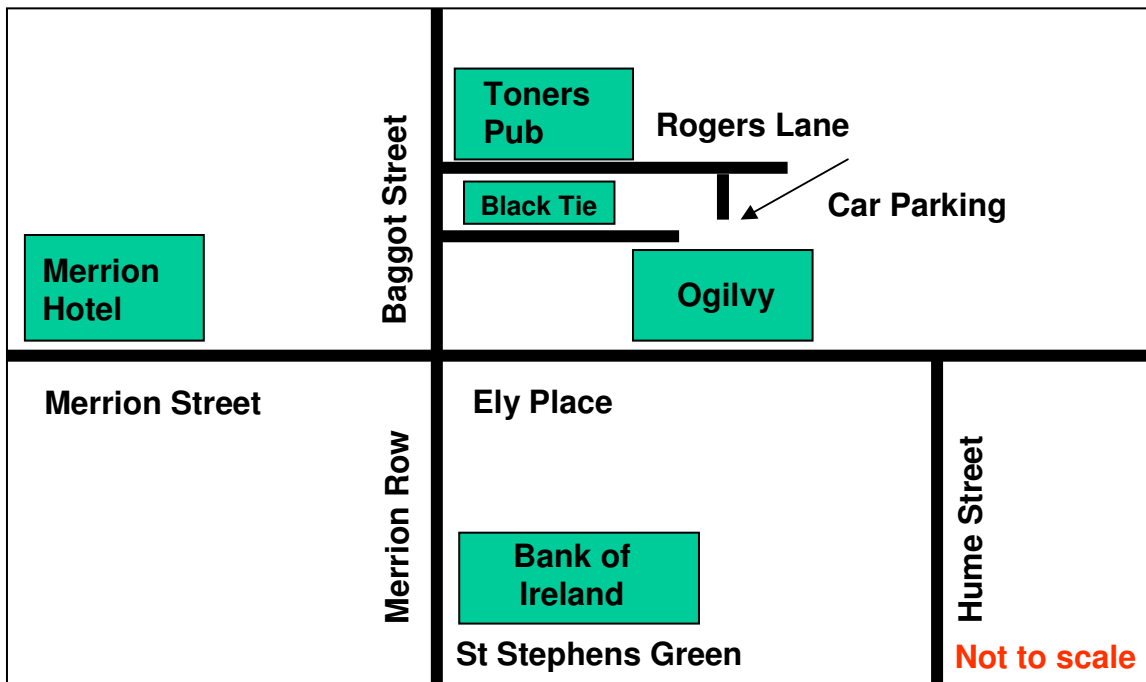 Toners
Pub
Rogers Lane
Baggot Street
Black Tie
Car Parking
Merrion
Hotel
Ogilvy
Merrion Street
Ely Place
Merrion Row
Hume Street
Bank of
Ireland
St Stephens Green
Not to scale